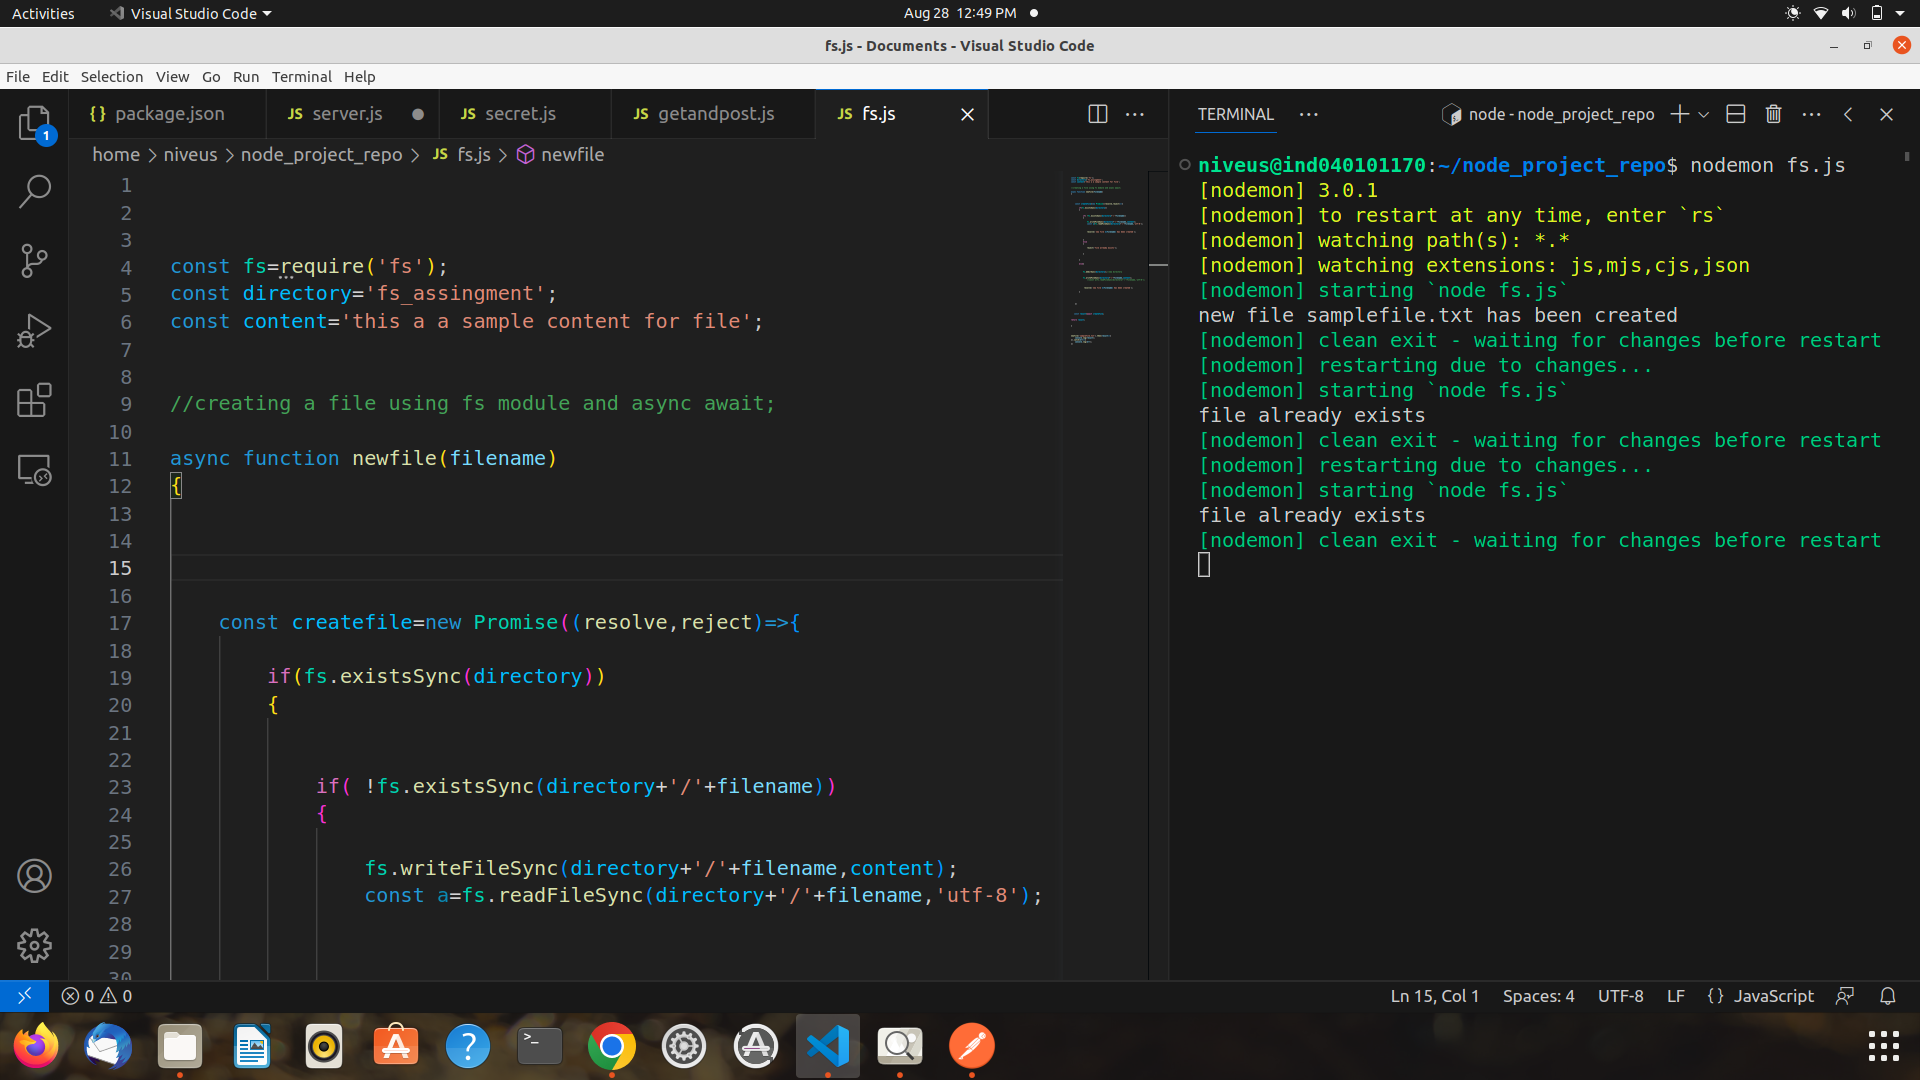 Activities Visual Studio Code Aug 28 12:49 PM
fs.js - Documents - Visual Studio Code
File Edit Selection View Go Run Terminal Help
{} package.json JS server.js JS secret.js JS getandpost.js JS fs.js
home > niveus > node_project_repo > JS fs.js > newfile
1
2
3
4 const fs=require('fs');
5 const directory='fs_assingment';
6 const content='this a a sample content for file';
7
8
9 //creating a file using fs module and async await;
10
11 async function newfile(filename)
12 {
13
14
15
16
17 const createfile=new Promise((resolve,reject)=>{
18
19 if(fs.existsSync(directory))
20 {
21
22
23 if( !fs.existsSync(directory+'/'+filename))
24 {
25
26 fs.writeFileSync(directory+'/'+filename,content);
27 const a=fs.readFileSync(directory+'/'+filename,'utf-8');
28
29
30
TERMINAL node - node_project_repo
niveus@ind040101170:~/node_project_repo$ nodemon fs.js
[nodemon] 3.0.1
[nodemon] to restart at any time, enter `rs`
[nodemon] watching path(s): *.*
[nodemon] watching extensions: js,mjs,cjs,json
[nodemon] starting `node fs.js`
new file samplefile.txt has been created
[nodemon] clean exit - waiting for changes before restart
[nodemon] restarting due to changes...
[nodemon] starting `node fs.js`
file already exists
[nodemon] clean exit - waiting for changes before restart
[nodemon] restarting due to changes...
[nodemon] starting `node fs.js`
file already exists
[nodemon] clean exit - waiting for changes before restart
1
0 0 Ln 15, Col 1 Spaces: 4 UTF-8 LF {} JavaScript